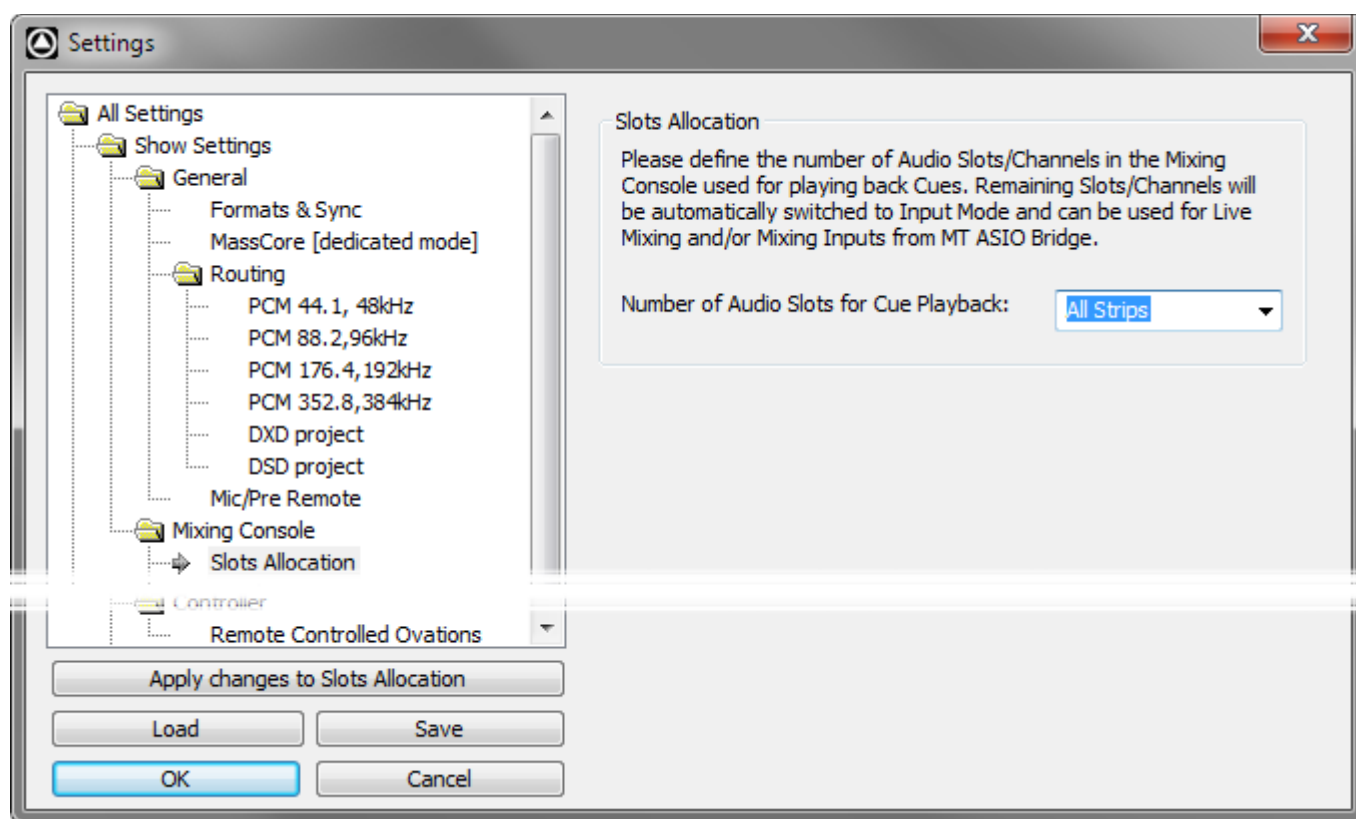 Settings
All Settings
Show Settings
General
Formats & Sync
MassCore [dedicated mode]
Routing
PCM 44.1, 48kHz
PCM 88.2,96kHz
PCM 176.4,192kHz
PCM 352.8,384kHz
DXD project
DSD project
Mic/Pre Remote
Mixing Console
Slots Allocation
Controller
Remote Controlled Ovations
Apply changes to Slots Allocation
Load
Save
OK
Cancel
Slots Allocation
Please define the number of Audio Slots/Channels in the Mixing
Console used for playing back Cues. Remaining Slots/Channels will
be automatically switched to Input Mode and can be used for Live
Mixing and/or Mixing Inputs from MT ASIO Bridge.
Number of Audio Slots for Cue Playback:
All Strips